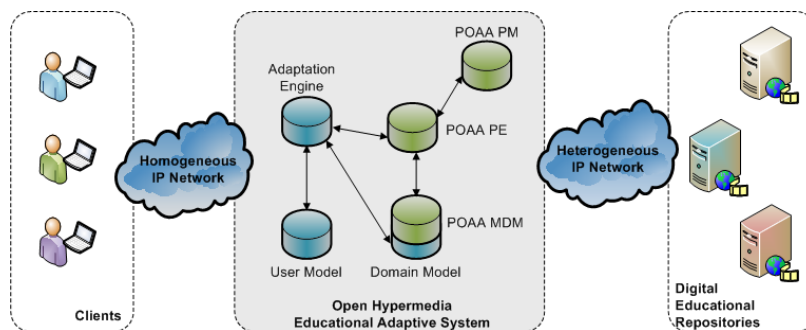 POAA PM
Adaptation
Engine
POAA PE
Homogeneous
IP Network
Heterogeneous
IP Network
POAA MDM
User Model
Domain Model
Clients
Open Hypermedia
Educational Adaptive System
Digital
Educational
Repositories